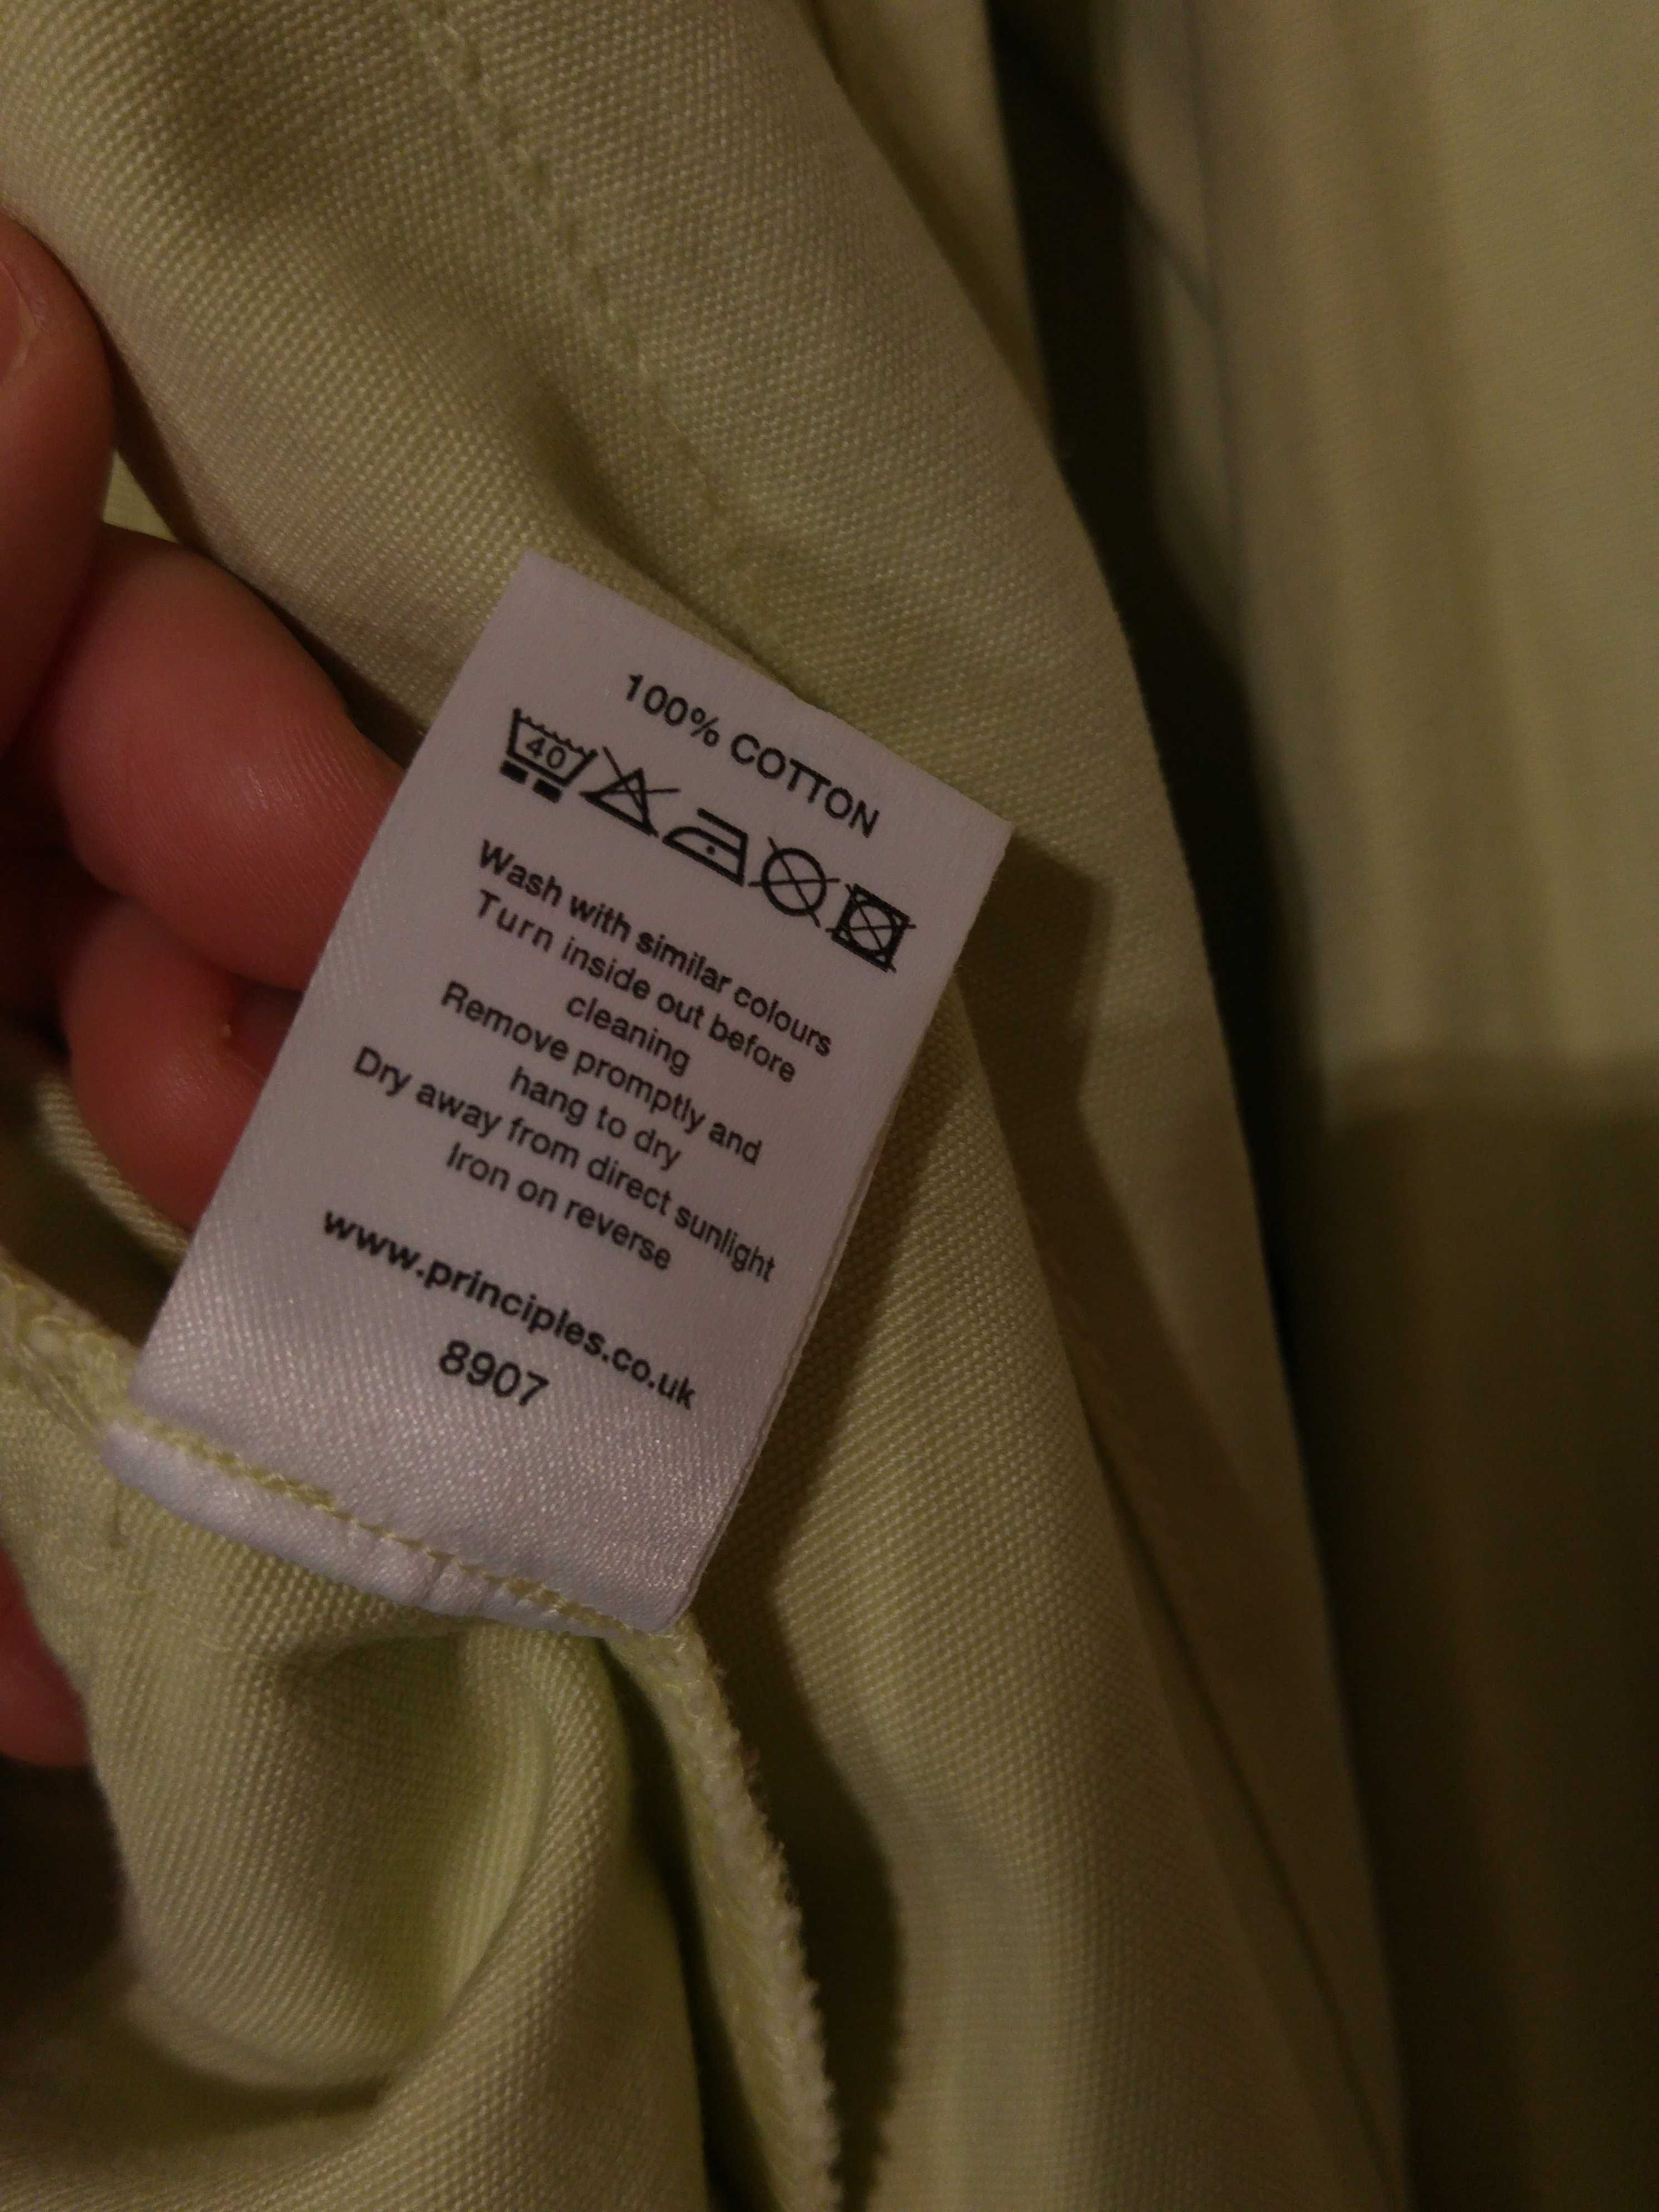 100% COTTON
40
Wash with similar colours
Turn inside out before
cleaning
Remove promptly and
hang to dry
Dry away from direct sunlight
Iron on reverse
www.principles.co.uk
8907